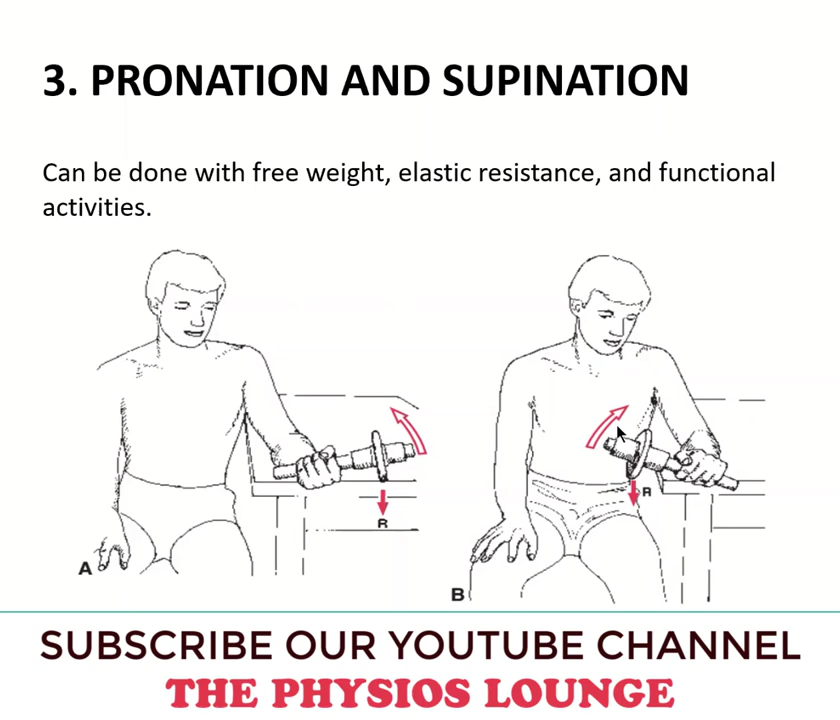 3. PRONATION AND SUPINATION
Can be done with free weight, elastic resistance, and functional
activities.
R
R
A
B
SUBSCRIBE OUR YOUTUBE CHANNEL
THE PHYSIOS LOUNGE